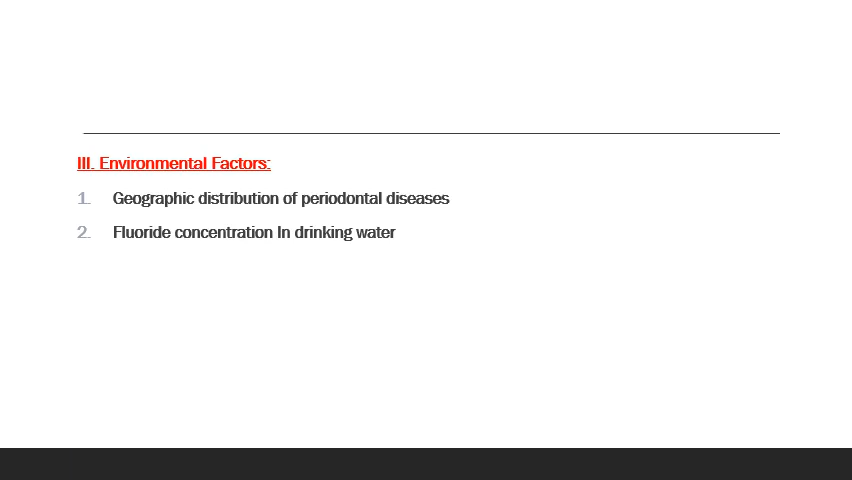 III. Environmental Factors:
1. Geographic distribution of periodontal diseases
2. Fluoride concentration In drinking water